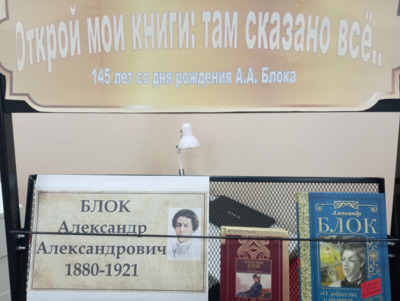 Открой мои книги: там сказано всё..
145 лет со дня рождения А.А. Блока
БЛОК
Александр
Александрович
1880-1921
Александр
БЛОК